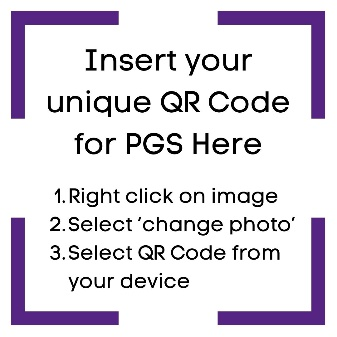 Insert your
unique QR Code
for PGS Here
1. Right click on image
2. Select 'change photo'
3. Select QR Code from
your device